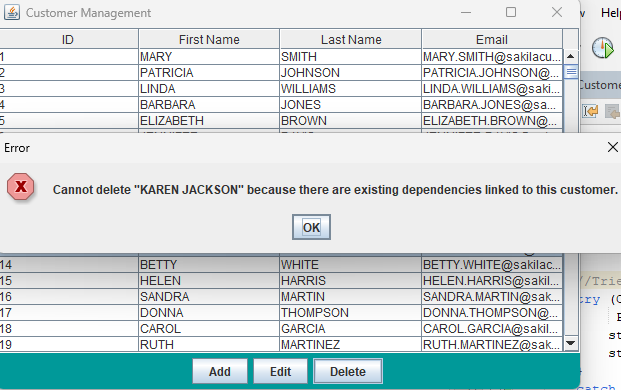 Customer Management
Help
ID First Name Last Name Email
1 MARY SMITH MARY.SMITH@sakilacu...
2 PATRICIA JOHNSON PATRICIA.JOHNSON@...
3 LINDA WILLIAMS LINDA.WILLIAMS@saki...
4 BARBARA JONES BARBARA.JONES@sa...
5 ELIZABETH BROWN ELIZABETH.BROWN@...
Custome
Error
Cannot delete "KAREN JACKSON" because there are existing dependencies linked to this customer.
OK
14 BETTY WHITE BETTY.WHITE@sakilac...
15 HELEN HARRIS HELEN.HARRIS@sakil...
16 SANDRA MARTIN SANDRA.MARTIN@sak...
17 DONNA THOMPSON DONNA.THOMPSON@...
18 CAROL GARCIA CAROL.GARCIA@sakil...
19 RUTH MARTINEZ RUTH.MARTINEZ@sak...
//Trie
try (C
st
st
catch
Add Edit Delete